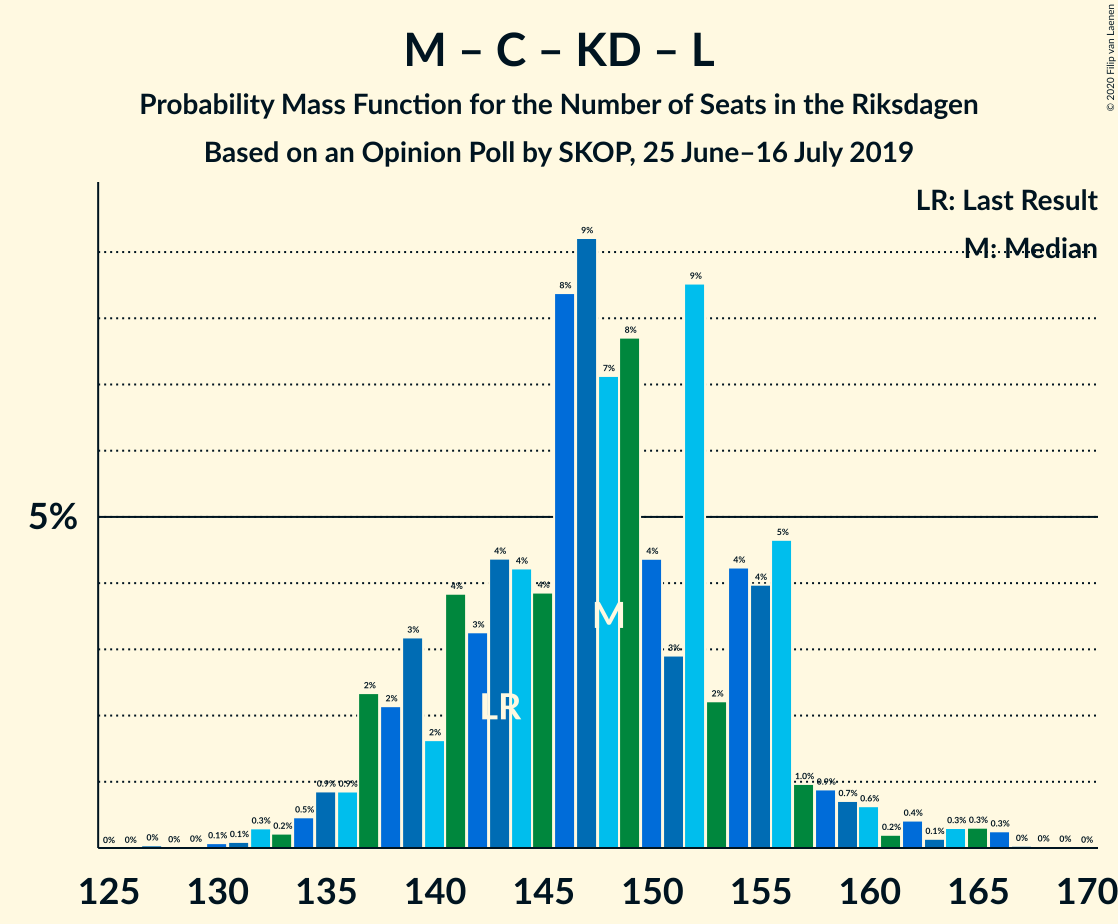 M – C – KD – L
Probability Mass Function for the Number of Seats in the Riksdagen
Based on an Opinion Poll by SKOP, 25 June–16 July 2019
© 2020 Filip van Laenen
LR: Last Result
M: Median
5%
0% 0% 0% 0% 0% 0.1% 0.1% 0.3% 0.2% 0.5% 0.9% 0.9% 2% 2% 3% 2% 4% 3% 4% 4% 4% 8% 9% 7% 8% 4% 3% 9% 2% 4% 4% 5% 1.0% 0.9% 0.7% 0.6% 0.2% 0.4% 0.1% 0.3% 0.3% 0.3% 0% 0% 0% 0%
M
LR
125 130 135 140 145 150 155 160 165 170